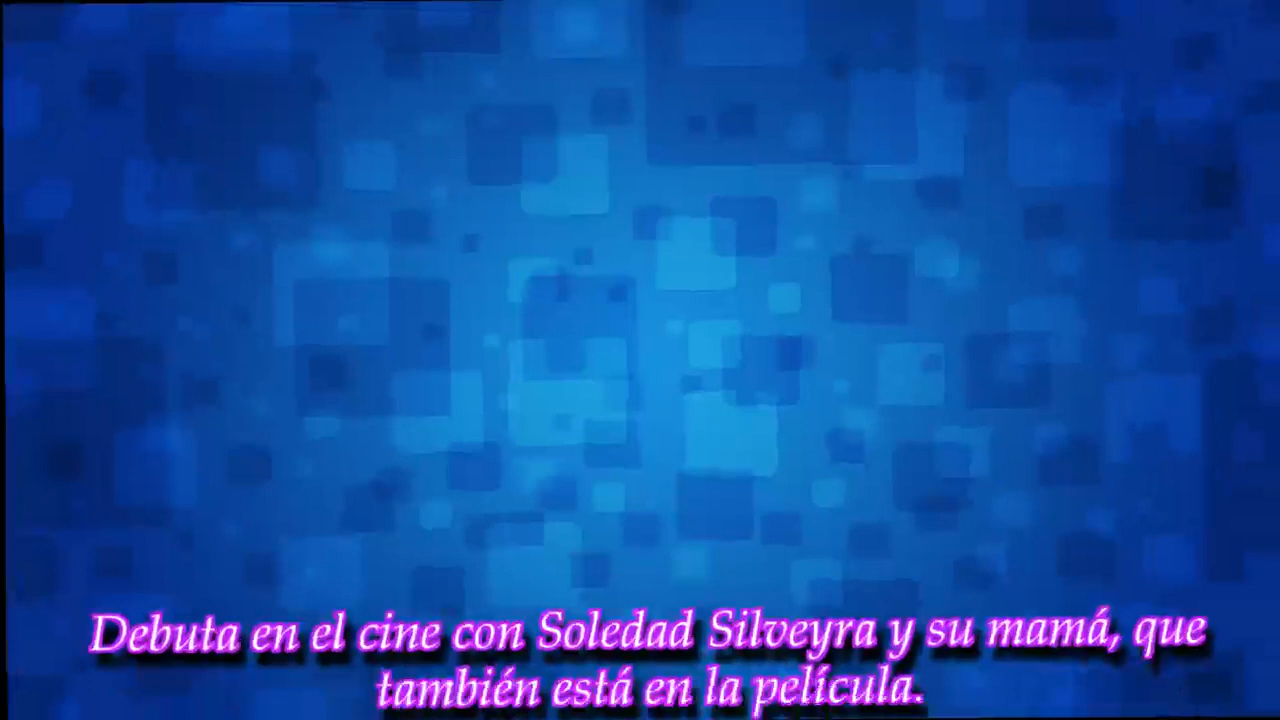 Debuta en el cine con Soledad Silveyra y su mamá, que
también está en la película.